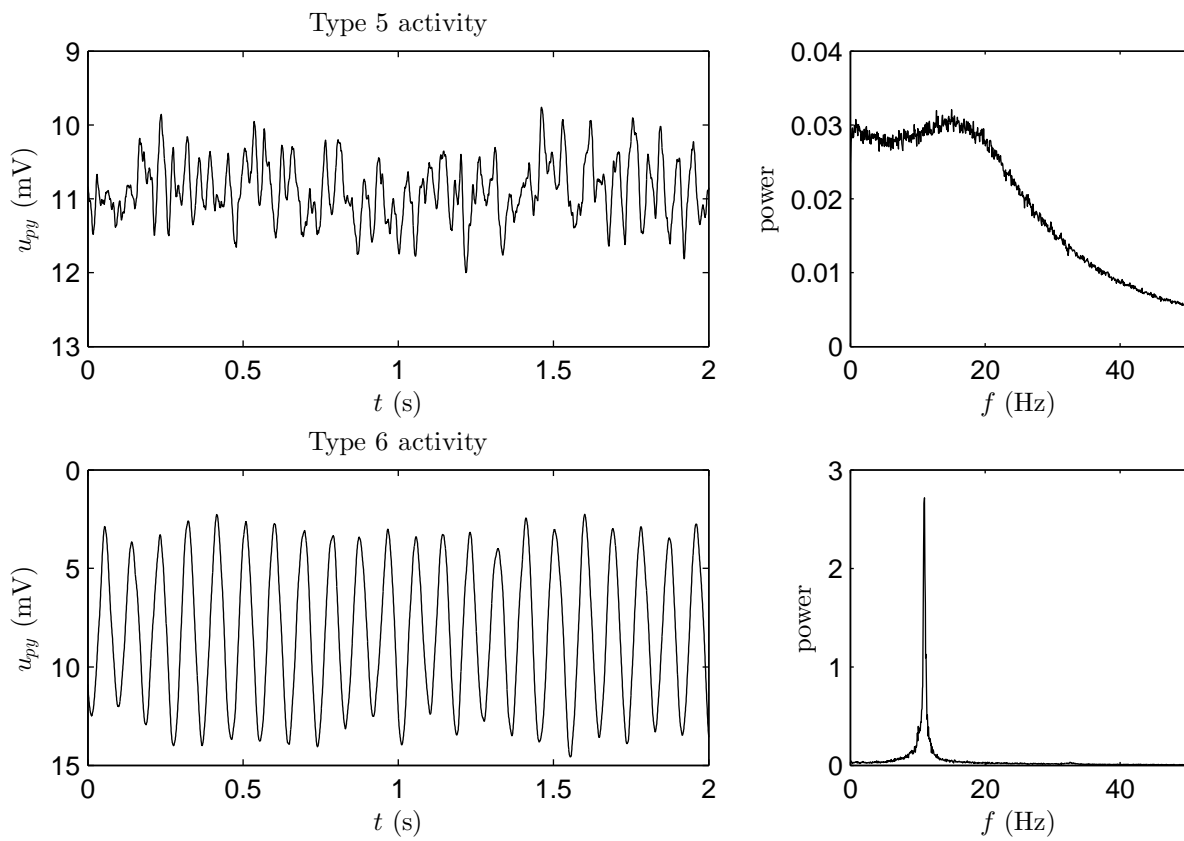 Type 5 activity
9
10
11
12
13
u_py (mV)
0 0.5 1 1.5 2
t (s)
0.04
0.03
0.02
0.01
0
power
0 20 40
f (Hz)
Type 6 activity
0
5
10
15
u_py (mV)
0 0.5 1 1.5 2
t (s)
3
2
1
0
power
0 20 40
f (Hz)